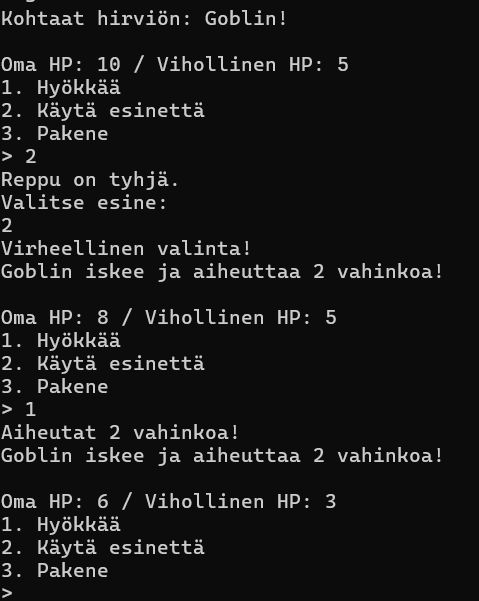 Kohtaat hirviön: Goblin!
Oma HP: 10 / Vihollinen HP: 5
1. Hyökkää
2. Käytä esinettä
3. Pakene
> 2
Reppu on tyhjä.
Valitse esine:
2
Virheellinen valinta!
Goblin iskee ja aiheuttaa 2 vahinkoa!
Oma HP: 8 / Vihollinen HP: 5
1. Hyökkää
2. Käytä esinettä
3. Pakene
> 1
Aiheutat 2 vahinkoa!
Goblin iskee ja aiheuttaa 2 vahinkoa!
Oma HP: 6 / Vihollinen HP: 3
1. Hyökkää
2. Käytä esinettä
3. Pakene
>